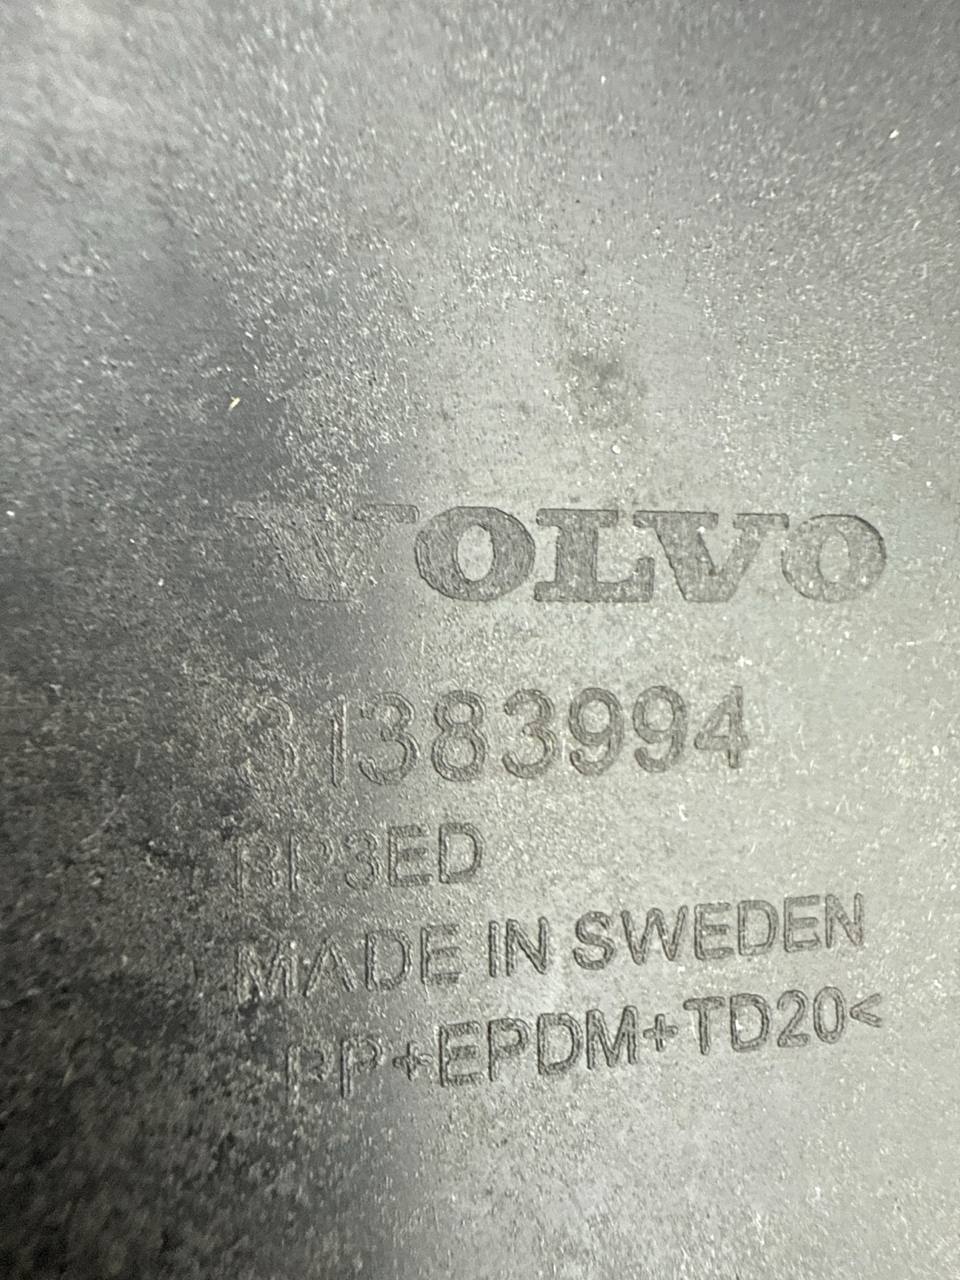 VOLVO
31383994
BP3ED
MADE IN SWEDEN
PP+EPDM+TD20<